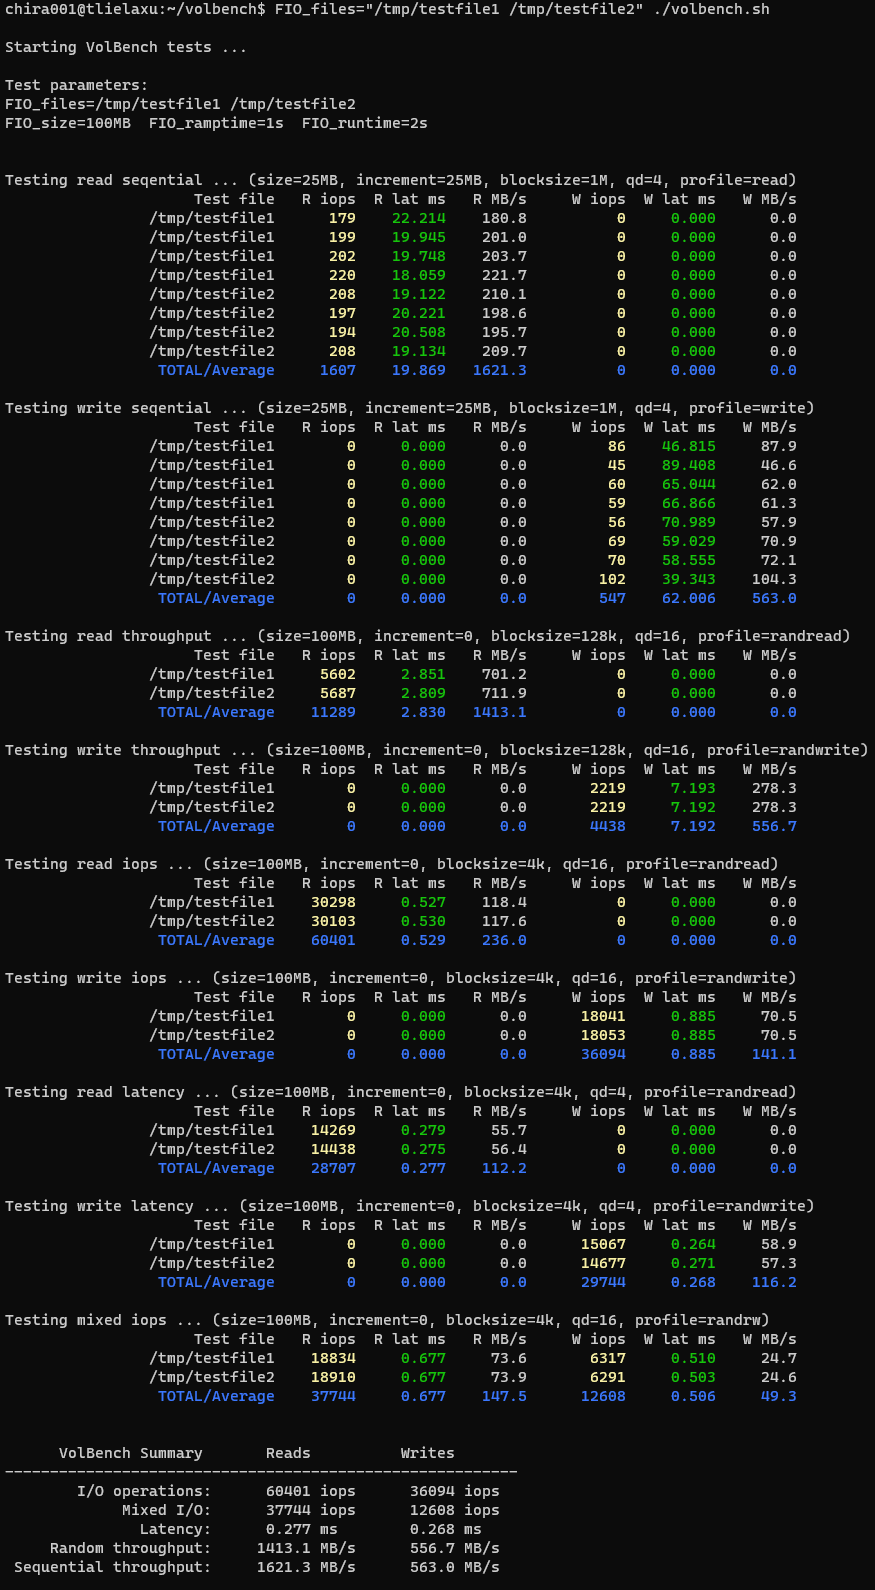 chira001@tlielaxu:~/volbench$ FIO_files="/tmp/testfile1 /tmp/testfile2" ./volbench.sh
Starting VolBench tests ...
Test parameters:
FIO_files=/tmp/testfile1 /tmp/testfile2
FIO_size=100MB  FIO_ramptime=1s  FIO_runtime=2s
Testing read seqential ... (size=25MB, increment=25MB, blocksize=1M, qd=4, profile=read)
Test file   R iops  R lat ms   R MB/s     W iops  W lat ms   W MB/s
/tmp/testfile1      179    22.214    180.8          0     0.000      0.0
/tmp/testfile1      199    19.945    201.0          0     0.000      0.0
/tmp/testfile1      202    19.748    203.7          0     0.000      0.0
/tmp/testfile1      220    18.059    221.7          0     0.000      0.0
/tmp/testfile2      208    19.122    210.1          0     0.000      0.0
/tmp/testfile2      197    20.221    198.6          0     0.000      0.0
/tmp/testfile2      194    20.508    195.7          0     0.000      0.0
/tmp/testfile2      208    19.134    209.7          0     0.000      0.0
TOTAL/Average     1607    19.869   1621.3          0     0.000      0.0
Testing write seqential ... (size=25MB, increment=25MB, blocksize=1M, qd=4, profile=write)
Test file   R iops  R lat ms   R MB/s     W iops  W lat ms   W MB/s
/tmp/testfile1        0     0.000      0.0         86    46.815     87.9
/tmp/testfile1        0     0.000      0.0         45    89.408     46.6
/tmp/testfile1        0     0.000      0.0         60    65.044     62.0
/tmp/testfile1        0     0.000      0.0         59    66.866     61.3
/tmp/testfile2        0     0.000      0.0         56    70.989     57.9
/tmp/testfile2        0     0.000      0.0         69    59.029     70.9
/tmp/testfile2        0     0.000      0.0         70    58.555     72.1
/tmp/testfile2        0     0.000      0.0        102    39.343    104.3
TOTAL/Average        0     0.000      0.0        547    62.006    563.0
Testing read throughput ... (size=100MB, increment=0, blocksize=128k, qd=16, profile=randread)
Test file   R iops  R lat ms   R MB/s     W iops  W lat ms   W MB/s
/tmp/testfile1     5602     2.851    701.2          0     0.000      0.0
/tmp/testfile2     5687     2.809    711.9          0     0.000      0.0
TOTAL/Average    11289     2.830   1413.1          0     0.000      0.0
Testing write throughput ... (size=100MB, increment=0, blocksize=128k, qd=16, profile=randwrite)
Test file   R iops  R lat ms   R MB/s     W iops  W lat ms   W MB/s
/tmp/testfile1        0     0.000      0.0       2219     7.193    278.3
/tmp/testfile2        0     0.000      0.0       2219     7.192    278.3
TOTAL/Average        0     0.000      0.0       4438     7.192    556.7
Testing read iops ... (size=100MB, increment=0, blocksize=4k, qd=16, profile=randread)
Test file   R iops  R lat ms   R MB/s     W iops  W lat ms   W MB/s
/tmp/testfile1    30298     0.527    118.4          0     0.000      0.0
/tmp/testfile2    30103     0.530    117.6          0     0.000      0.0
TOTAL/Average    60401     0.529    236.0          0     0.000      0.0
Testing write iops ... (size=100MB, increment=0, blocksize=4k, qd=16, profile=randwrite)
Test file   R iops  R lat ms   R MB/s     W iops  W lat ms   W MB/s
/tmp/testfile1        0     0.000      0.0      18041     0.885     70.5
/tmp/testfile2        0     0.000      0.0      18053     0.885     70.5
TOTAL/Average        0     0.000      0.0      36094     0.885    141.1
Testing read latency ... (size=100MB, increment=0, blocksize=4k, qd=4, profile=randread)
Test file   R iops  R lat ms   R MB/s     W iops  W lat ms   W MB/s
/tmp/testfile1    14269     0.279     55.7          0     0.000      0.0
/tmp/testfile2    14438     0.275     56.4          0     0.000      0.0
TOTAL/Average    28707     0.277    112.2          0     0.000      0.0
Testing write latency ... (size=100MB, increment=0, blocksize=4k, qd=4, profile=randwrite)
Test file   R iops  R lat ms   R MB/s     W iops  W lat ms   W MB/s
/tmp/testfile1        0     0.000      0.0      15067     0.264     58.9
/tmp/testfile2        0     0.000      0.0      14677     0.271     57.3
TOTAL/Average        0     0.000      0.0      29744     0.268    116.2
Testing mixed iops ... (size=100MB, increment=0, blocksize=4k, qd=16, profile=randrw)
Test file   R iops  R lat ms   R MB/s     W iops  W lat ms   W MB/s
/tmp/testfile1    18834     0.677     73.6       6317     0.510     24.7
/tmp/testfile2    18910     0.677     73.9       6291     0.503     24.6
TOTAL/Average    37744     0.677    147.5      12608     0.506     49.3
VolBench Summary       Reads          Writes
---------------------------------------------------------
I/O operations:      60401 iops      36094 iops
Mixed I/O:      37744 iops      12608 iops
Latency:      0.277 ms        0.268 ms
Random throughput:     1413.1 MB/s      556.7 MB/s
Sequential throughput:     1621.3 MB/s      563.0 MB/s